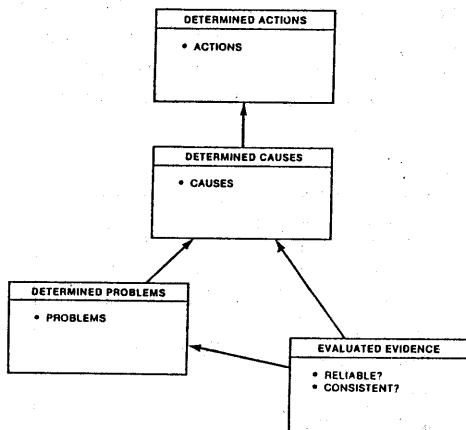 DETERMINED ACTIONS
• ACTIONS
DETERMINED CAUSES
• CAUSES
DETERMINED PROBLEMS
• PROBLEMS
EVALUATED EVIDENCE
• RELIABLE?
• CONSISTENT?